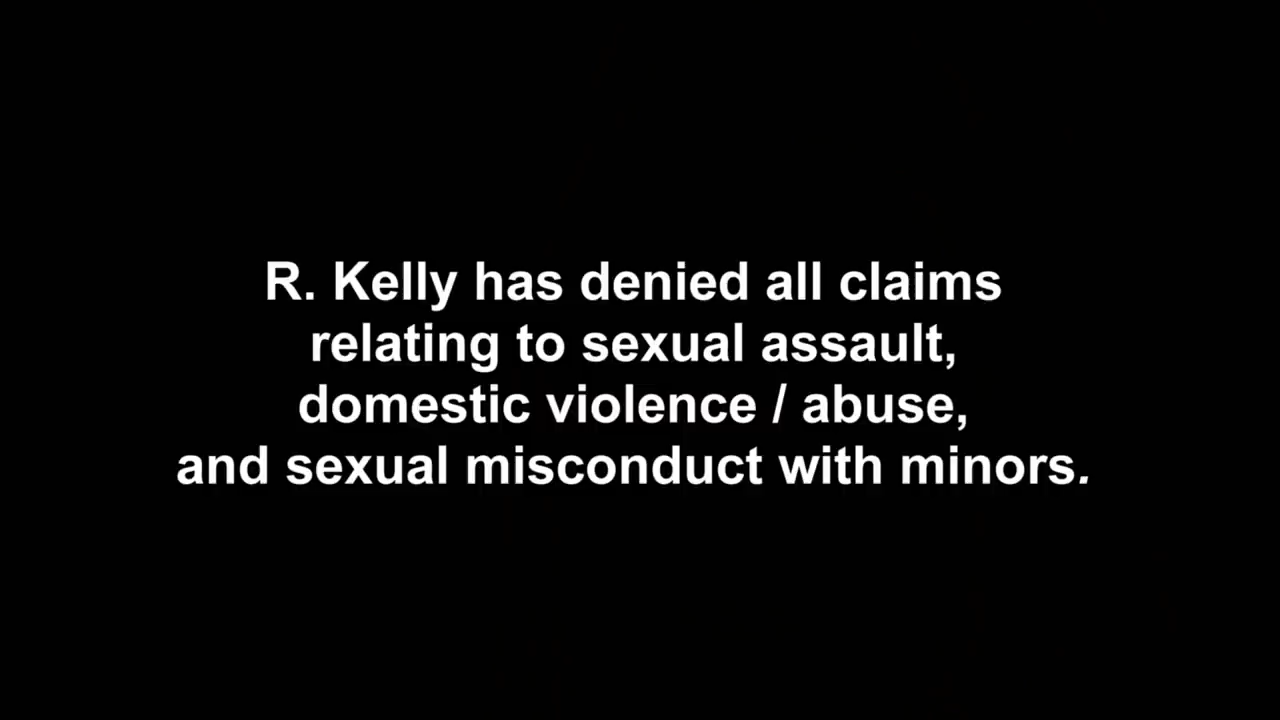 R. Kelly has denied all claims
relating to sexual assault,
domestic violence / abuse,
and sexual misconduct with minors.